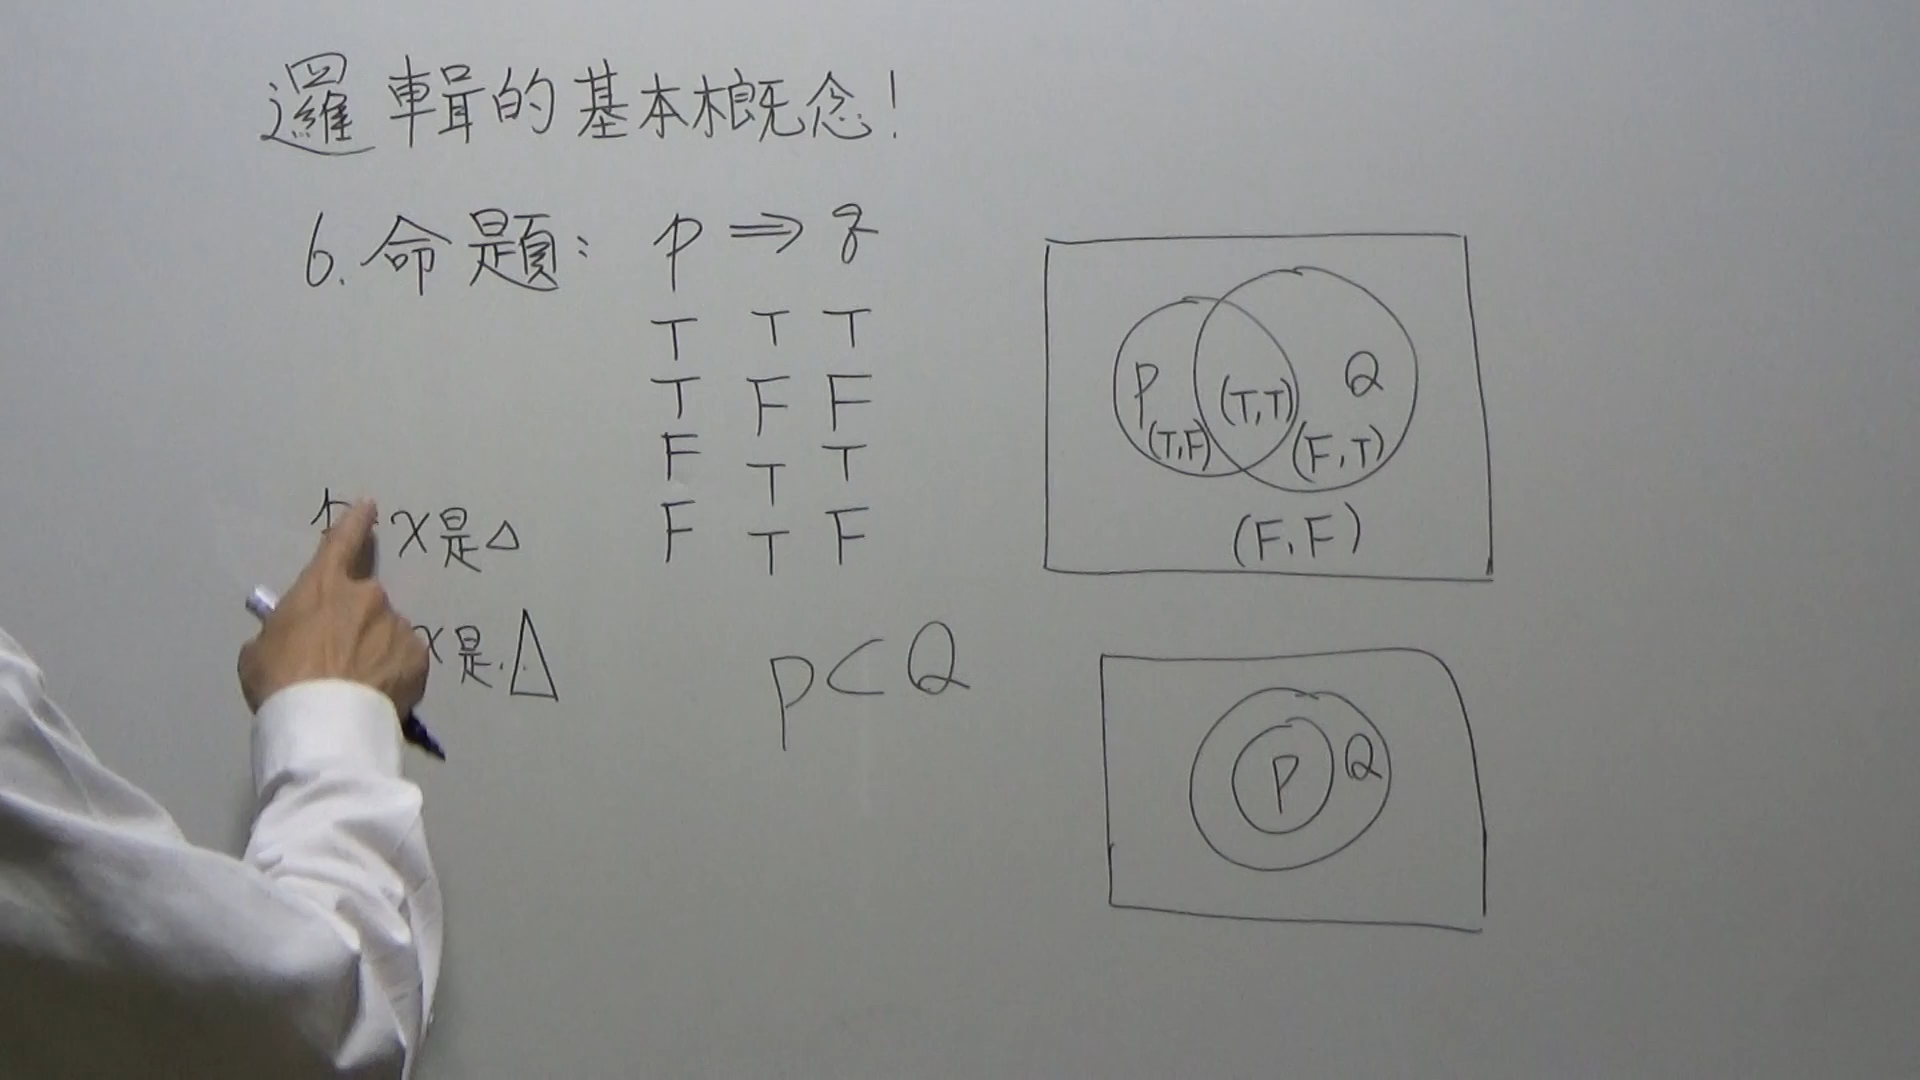 邏輯的基本概念!
6. 命題: p ⇒ q
T T T
T F F
F T T
F T F
x是△
x是△
P⊂Q
P Q
(T,F) (T,T) (F,T)
(F,F)
P Q